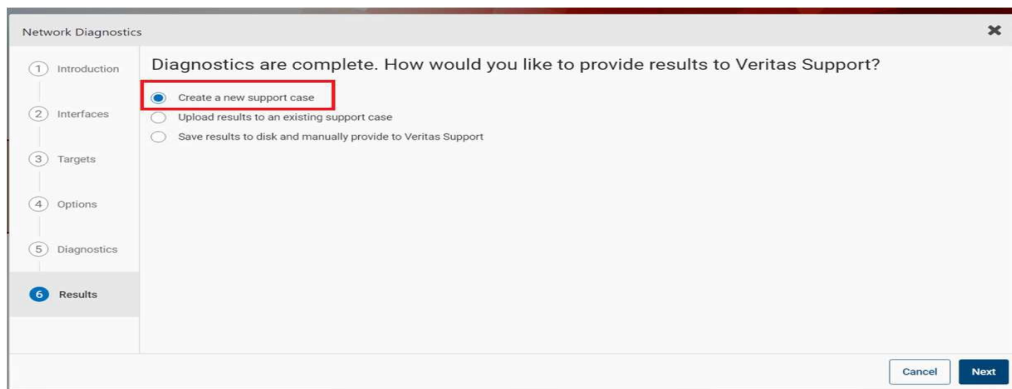 Network Diagnostics
Diagnostics are complete. How would you like to provide results to Veritas Support?
1 Introduction
2 Interfaces
3 Targets
4 Options
5 Diagnostics
6 Results
Create a new support case
Upload results to an existing support case
Save results to disk and manually provide to Veritas Support
Cancel
Next